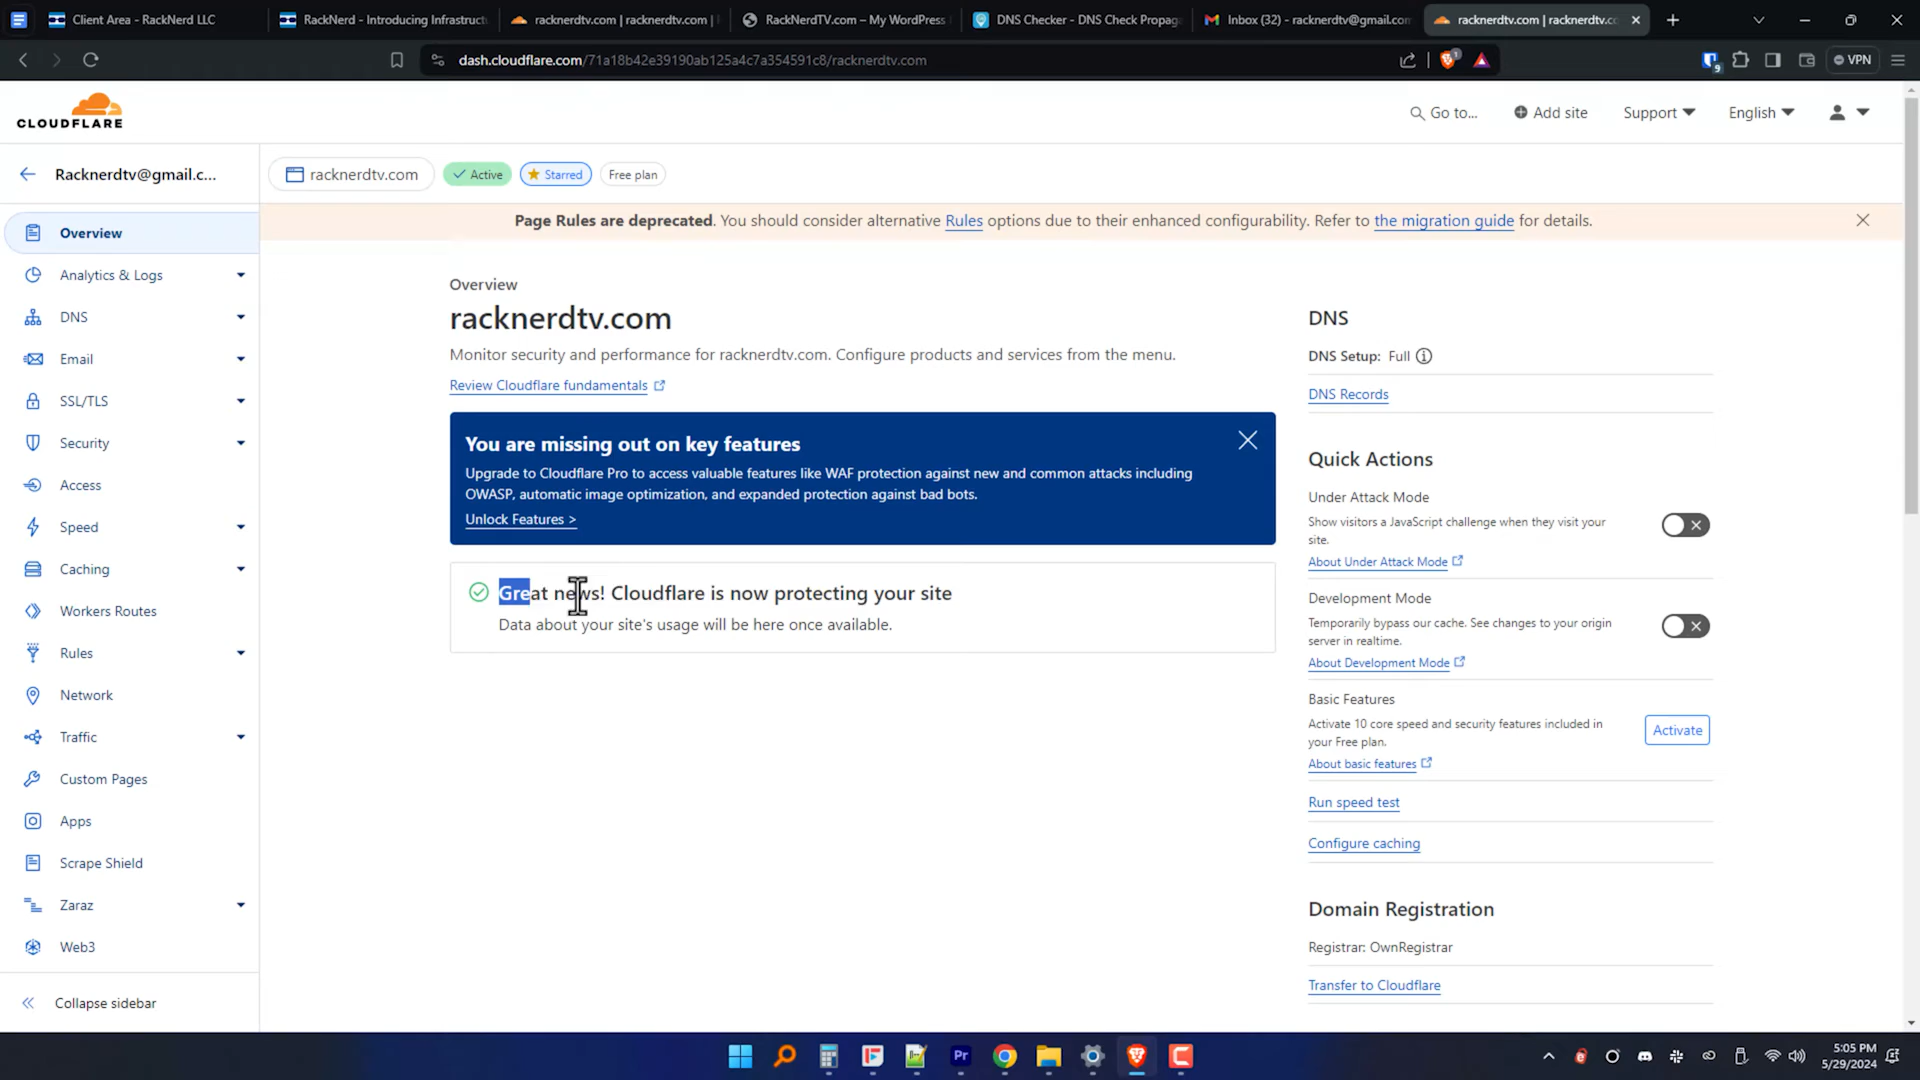 Client Area - RackNerd LLC
RackNerd - Introducing Infrastruct
racknerdtv.com | racknerdtv.com |
RackNerdTV.com – My WordPress
DNS Checker - DNS Check Propag
Inbox (32) - racknerdtv@gmail.com
racknerdtv.com | racknerdtv.co
dash.cloudflare.com/71a18b42e39190ab125a4c7a354591c8/racknerdtv.com
VPN
CLOUDFLARE
Go to...
Add site
Support
English
Racknerdtv@gmail.c...
racknerdtv.com
Active
Starred
Free plan
Page Rules are deprecated. You should consider alternative Rules options due to their enhanced configurability. Refer to the migration guide for details.
Overview
Analytics & Logs
DNS
Email
SSL/TLS
Security
Access
Speed
Caching
Workers Routes
Rules
Network
Traffic
Custom Pages
Apps
Scrape Shield
Zaraz
Web3
Collapse sidebar
Overview
racknerdtv.com
Monitor security and performance for racknerdtv.com. Configure products and services from the menu.
Review Cloudflare fundamentals
You are missing out on key features
Upgrade to Cloudflare Pro to access valuable features like WAF protection against new and common attacks including
OWASP, automatic image optimization, and expanded protection against bad bots.
Unlock Features >
Great news! Cloudflare is now protecting your site
Data about your site's usage will be here once available.
DNS
DNS Setup: Full
DNS Records
Quick Actions
Under Attack Mode
Show visitors a JavaScript challenge when they visit your
site.
About Under Attack Mode
Development Mode
Temporarily bypass our cache. See changes to your origin
server in realtime.
About Development Mode
Basic Features
Activate 10 core speed and security features included in
your Free plan.
Activate
About basic features
Run speed test
Configure caching
Domain Registration
Registrar: OwnRegistrar
Transfer to Cloudflare
Pr
5:05 PM
5/29/2024